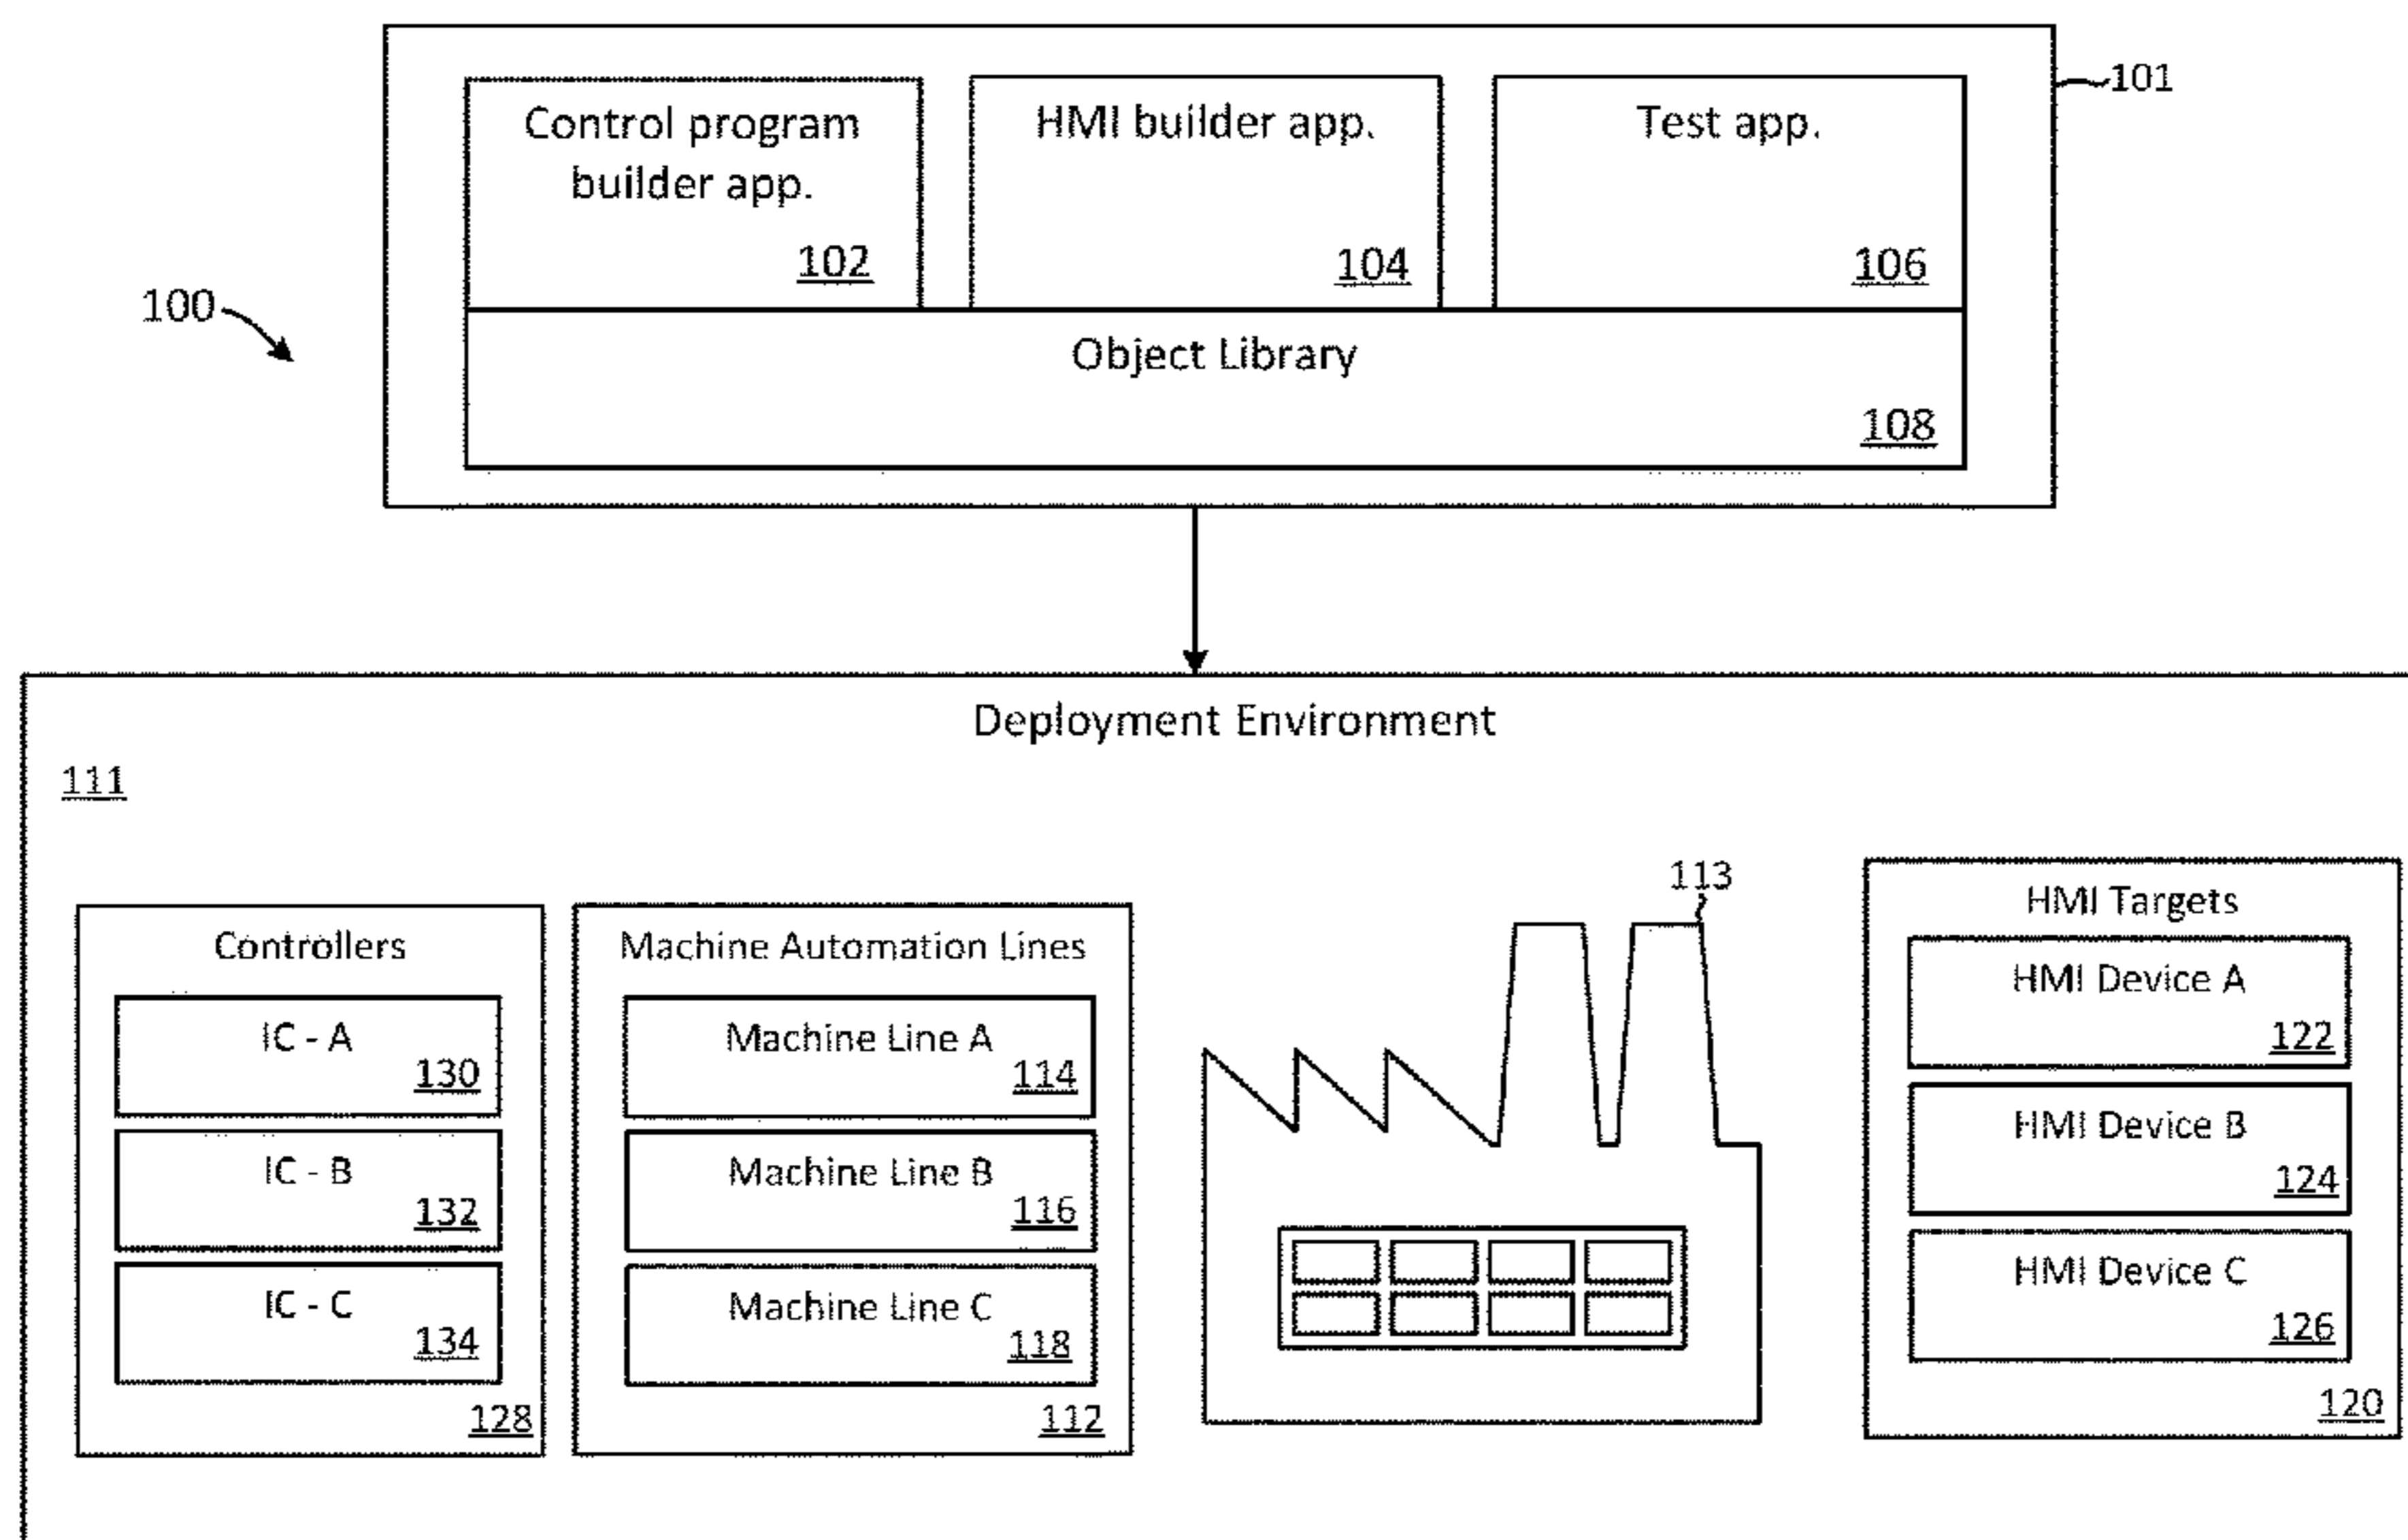 101
Control program
builder app.
102
HMI builder app.
104
Test app.
106
100
Object Library
108
Deployment Environment
111
Controllers
IC - A
130
IC - B
132
IC - C
134
128
Machine Automation Lines
Machine Line A
114
Machine Line B
116
Machine Line C
118
112
113
HMI Targets
HMI Device A
122
HMI Device B
124
HMI Device C
126
120